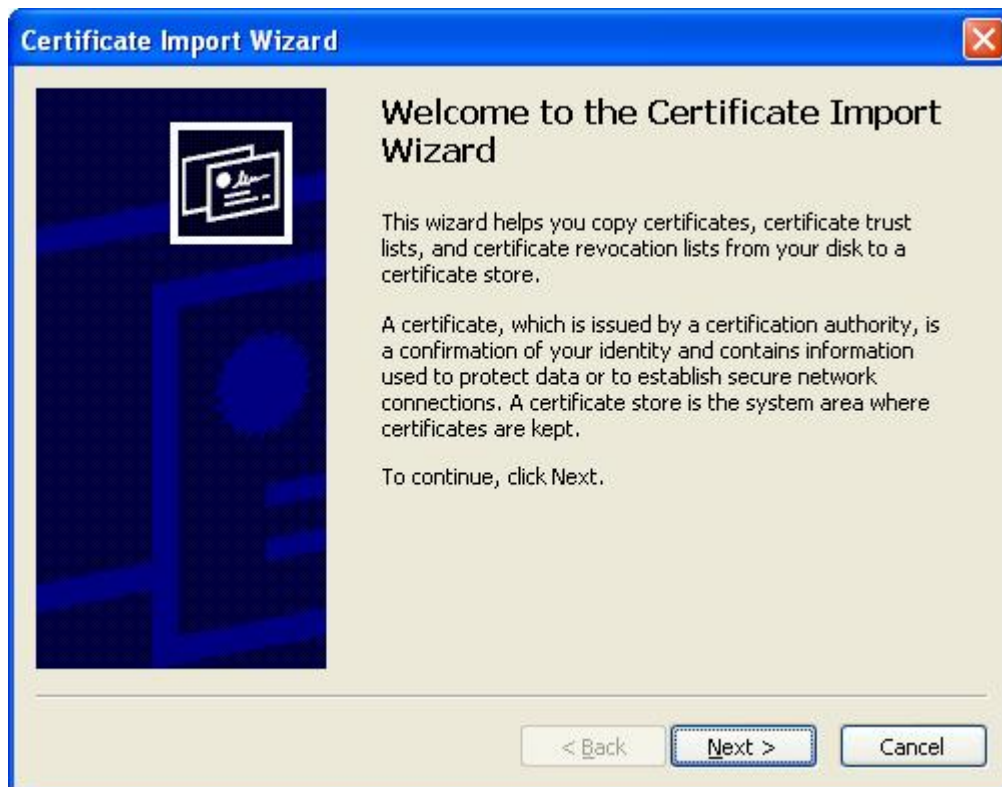 Certificate Import Wizard
Welcome to the Certificate Import
Wizard
This wizard helps you copy certificates, certificate trust
lists, and certificate revocation lists from your disk to a
certificate store.
A certificate, which is issued by a certification authority, is
a confirmation of your identity and contains information
used to protect data or to establish secure network
connections. A certificate store is the system area where
certificates are kept.
To continue, click Next.
< Back Next > Cancel